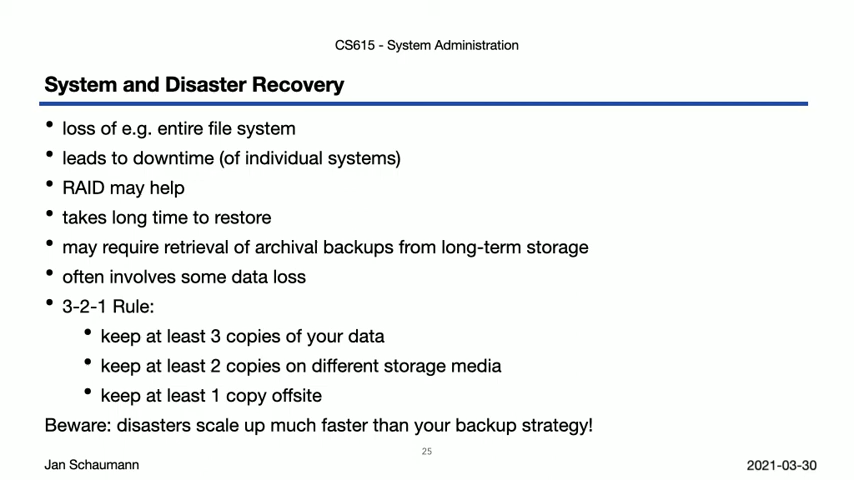 CS615 - System Administration
System and Disaster Recovery
• loss of e.g. entire file system
• leads to downtime (of individual systems)
• RAID may help
• takes long time to restore
• may require retrieval of archival backups from long-term storage
• often involves some data loss
• 3-2-1 Rule:
• keep at least 3 copies of your data
• keep at least 2 copies on different storage media
• keep at least 1 copy offsite
Beware: disasters scale up much faster than your backup strategy!
25
Jan Schaumann
2021-03-30